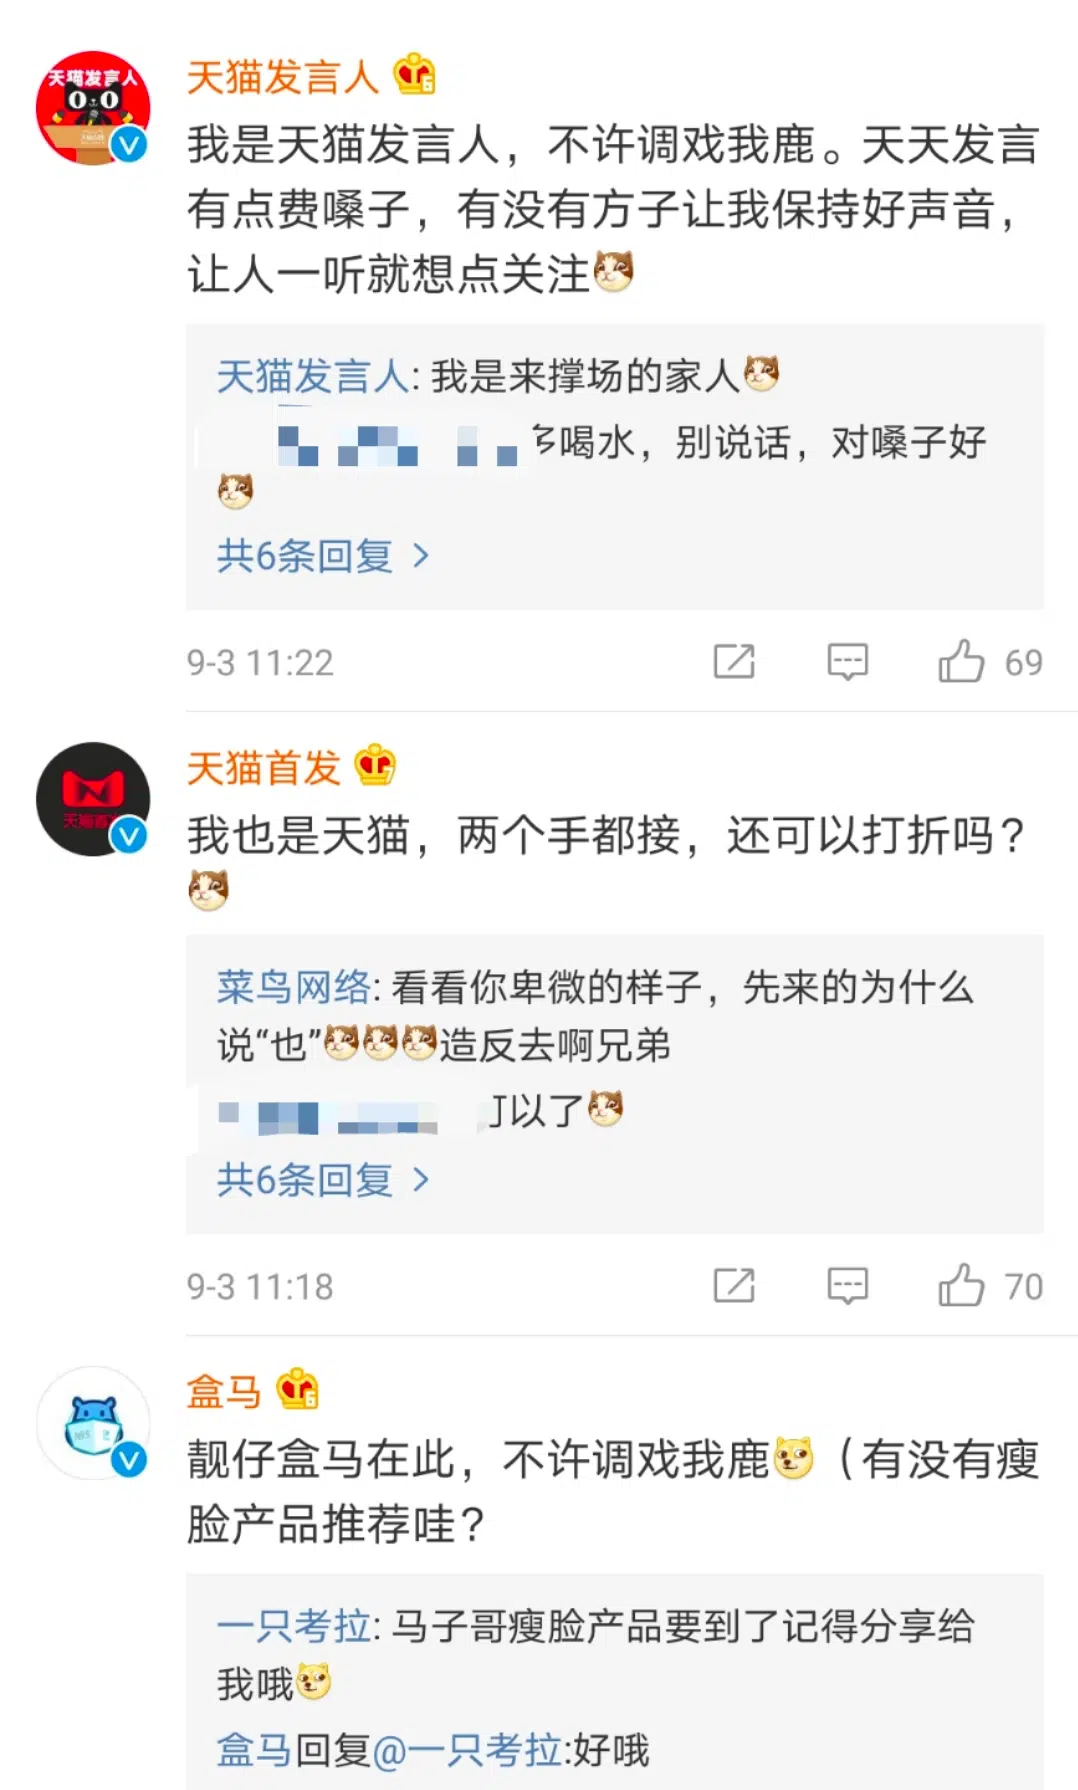 天猫发言人
天猫发言人
我是天猫发言人，不许调戏我鹿。天天发言
有点费嗓子，有没有方子让我保持好声音，
让人一听就想点关注
天猫发言人: 我是来撑场的家人
喝水，别说话，对嗓子好
共6条回复 >
9-3 11:22
69
天猫首发
我也是天猫，两个手都接，还可以打折吗？
菜鸟网络: 看看你卑微的样子，先来的为什么
说“也”造反去啊兄弟
以了
共6条回复 >
9-3 11:18
70
盒马
靓仔盒马在此，不许调戏我鹿（有没有瘦
脸产品推荐哇？
一只考拉: 马子哥瘦脸产品要到了记得分享给
我哦
盒马回复@一只考拉:好哦